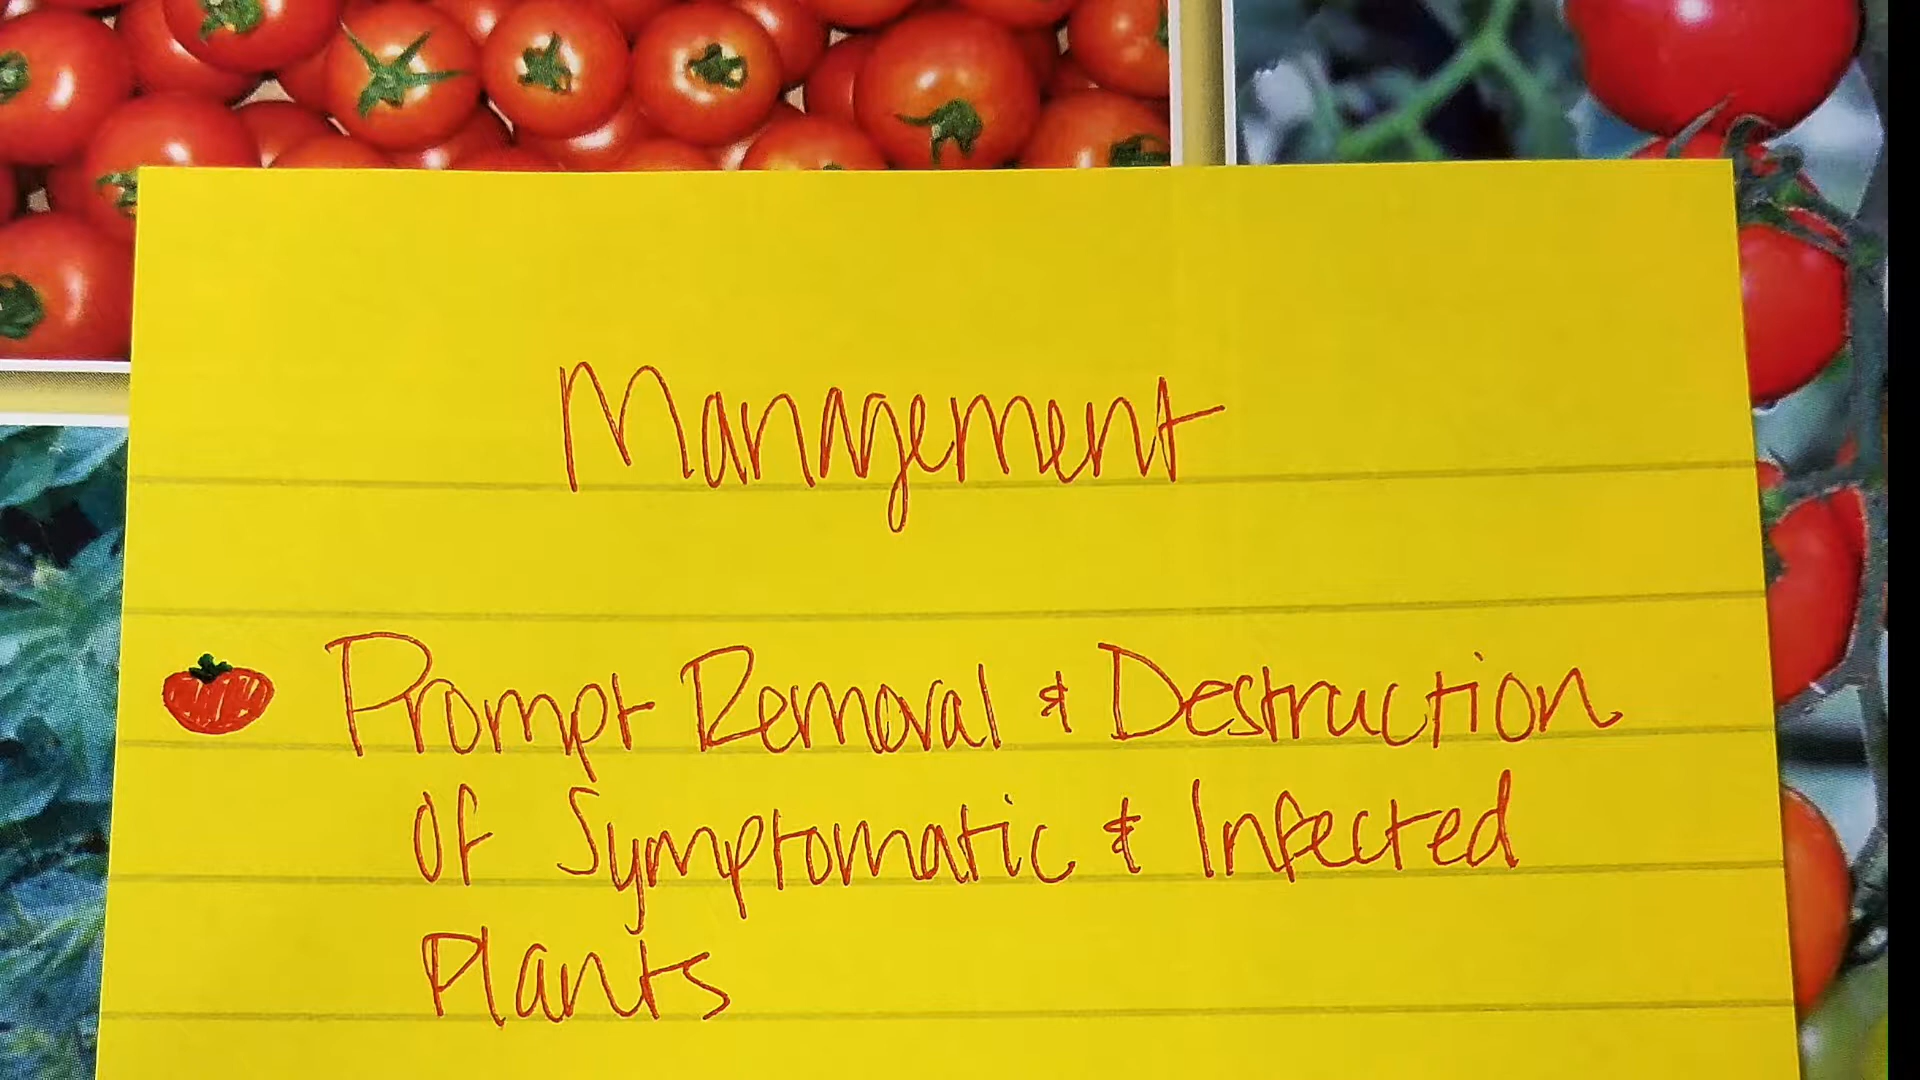 Management
Prompt Removal & Destruction
Of Symptomatic & Infected
Plants